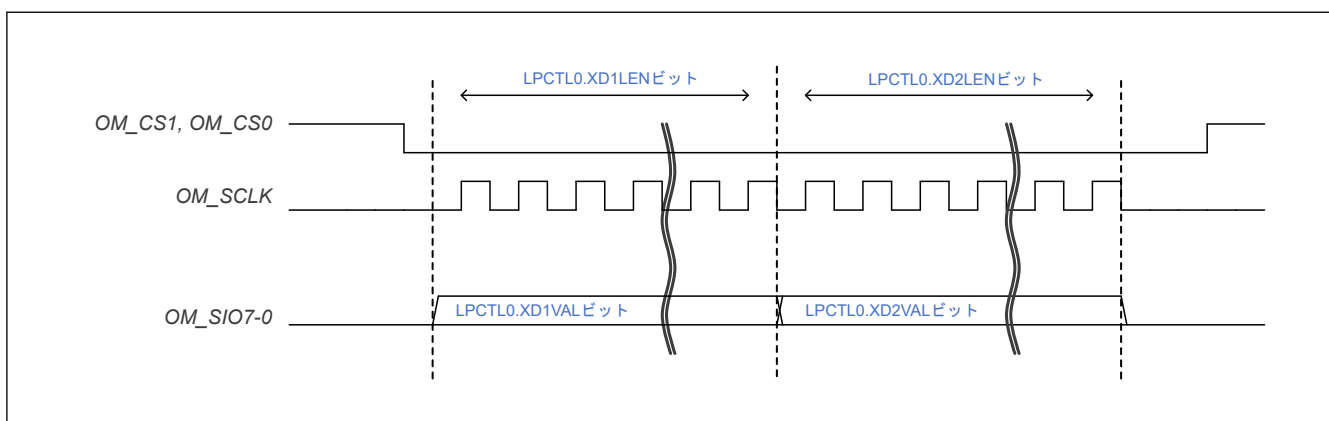 LPCTL0.XD1LENビット
LPCTL0.XD2LENビット
OM_CS1, OM_CS0
OM_SCLK
OM_SIO7-0
LPCTL0.XD1VALビット
LPCTL0.XD2VALビット